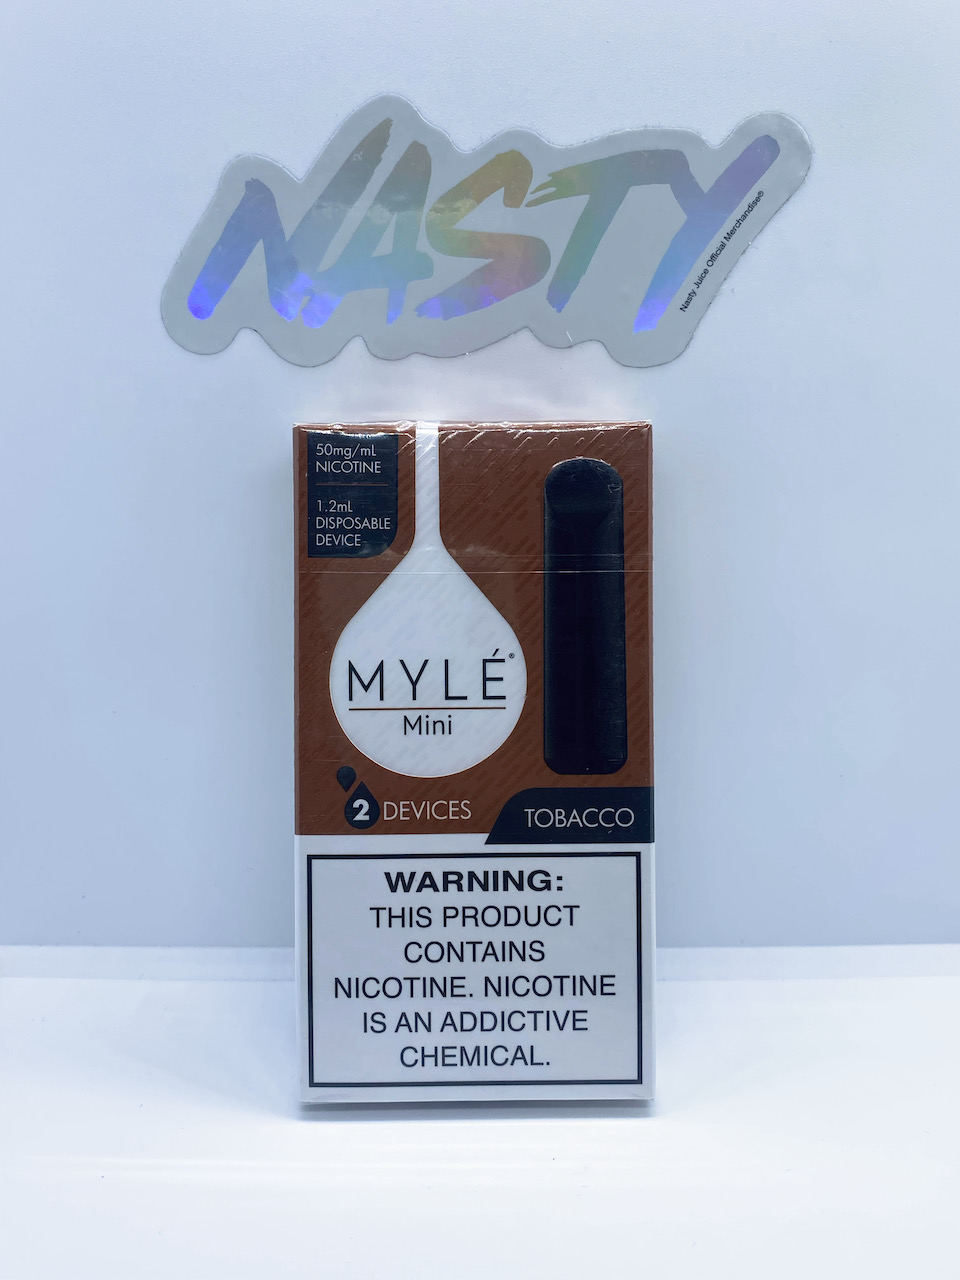 NASTY
Nasty Juice Official Merchandise®
50mg/mL
NICOTINE
1.2mL
DISPOSABLE
DEVICE
MYLÉ®
Mini
2 DEVICES
TOBACCO
WARNING:
THIS PRODUCT
CONTAINS
NICOTINE. NICOTINE
IS AN ADDICTIVE
CHEMICAL.